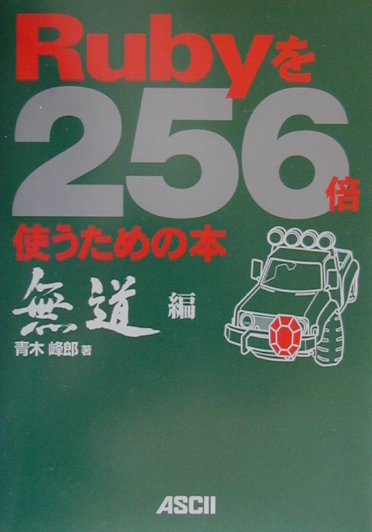 Rubyを
256倍
使うための本
無道 編
青木 峰郎 著
ASCII